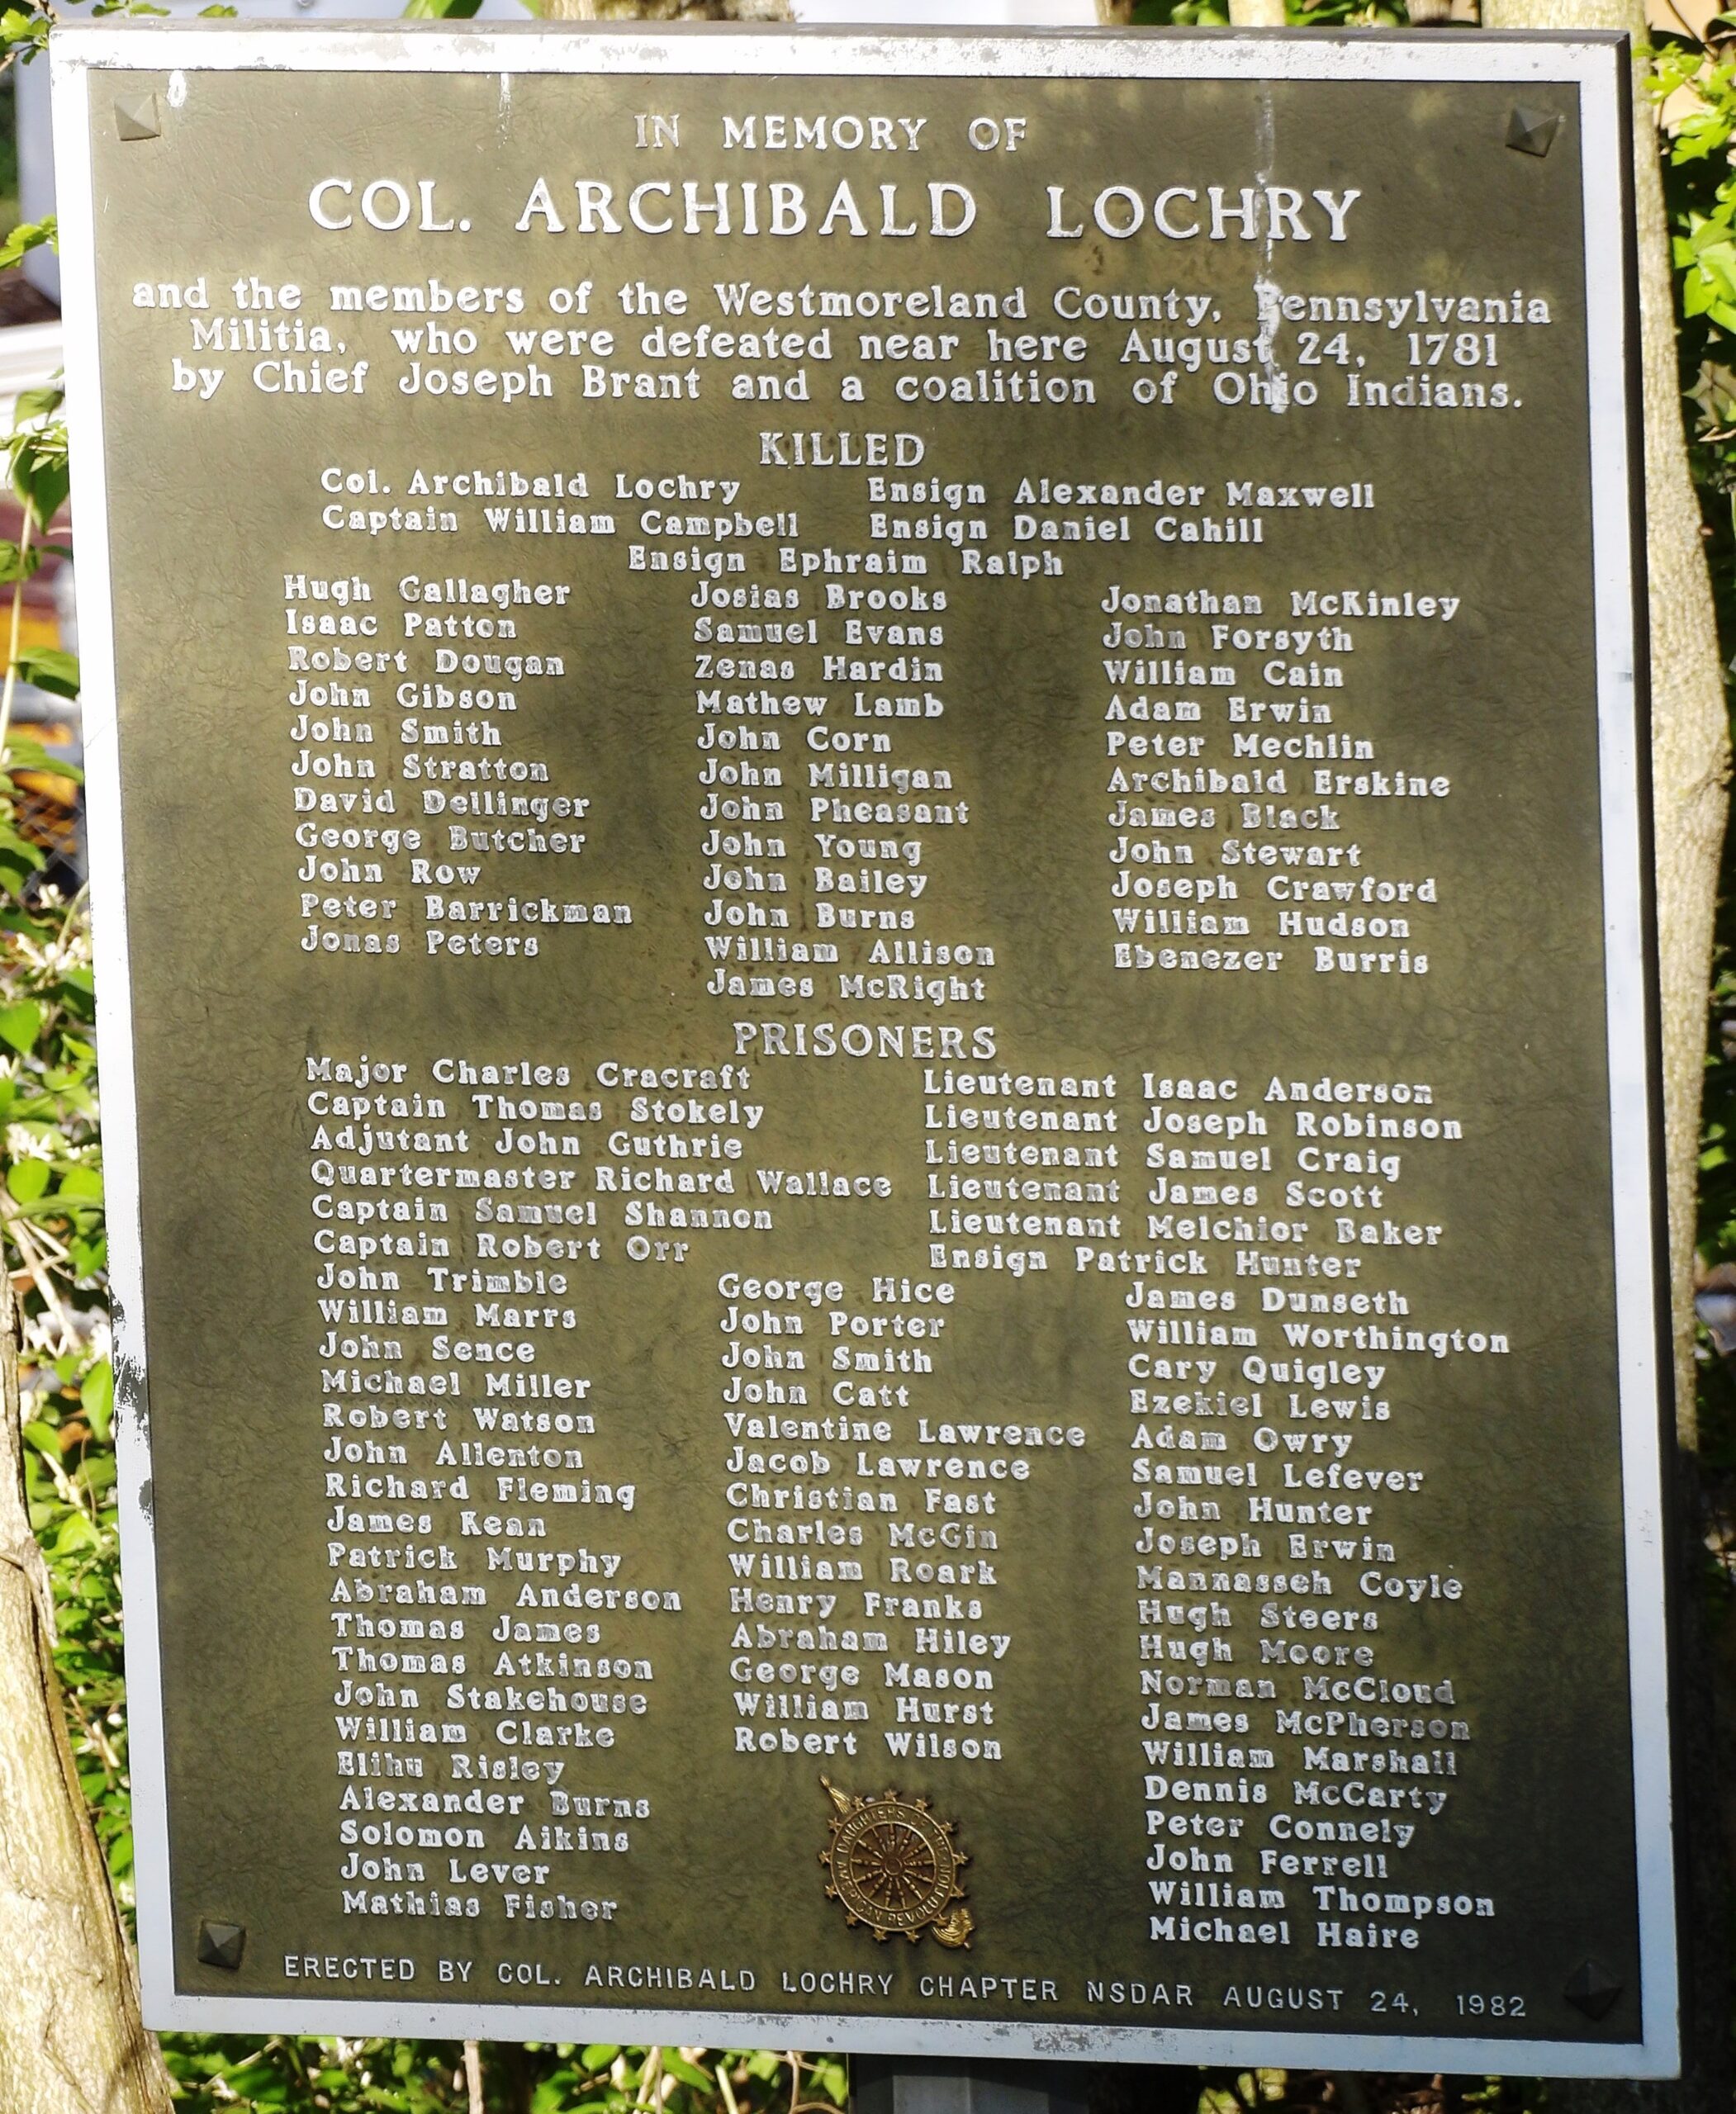 IN MEMORY OF
COL. ARCHIBALD LOCHRY
and the members of the Westmoreland County, Pennsylvania
Militia, who were defeated near here August 24, 1781
by Chief Joseph Brant and a coalition of Ohio Indians.
KILLED
Col. Archibald Lochry Ensign Alexander Maxwell
Captain William Campbell Ensign Daniel Cahill
Ensign Ephraim Ralph
Hugh Gallagher Josias Brooks Jonathan McKinley
Isaac Patton Samuel Evans John Forsyth
Robert Dougan Zenas Hardin William Cain
John Gibson Mathew Lamb Adam Erwin
John Smith John Corn Peter Mechlin
John Stratton John Milligan Archibald Erskine
David Dellinger John Pheasant James Black
George Butcher John Young John Stewart
John Row John Bailey Joseph Crawford
Peter Barrickman John Burns William Hudson
Jonas Peters William Allison Ebenezer Burris
James McRight
PRISONERS
Major Charles Cracraft Lieutenant Isaac Anderson
Captain Thomas Stokely Lieutenant Joseph Robinson
Adjutant John Guthrie Lieutenant Samuel Craig
Quartermaster Richard Wallace Lieutenant James Scott
Captain Samuel Shannon Lieutenant Melchior Baker
Captain Robert Orr Ensign Patrick Hunter
John Trimble George Hice James Dunseth
William Marrs John Porter William Worthington
John Sence John Smith Cary Quigley
Michael Miller John Catt Ezekiel Lewis
Robert Watson Valentine Lawrence Adam Owry
John Allenton Jacob Lawrence Samuel Lefever
Richard Fleming Christian Fast John Hunter
James Kean Charles McGin Joseph Erwin
Patrick Murphy William Roark Mannasseh Coyle
Abraham Anderson Henry Franks Hugh Steers
Thomas James Abraham Hiley Hugh Moore
Thomas Atkinson George Mason Norman McCloud
John Stakehouse William Hurst James McPherson
William Clarke Robert Wilson William Marshall
Elihu Risley Dennis McCarty
Alexander Burns Peter Connely
Solomon Aikins John Ferrell
John Lever William Thompson
Mathias Fisher Michael Haire
DAUGHTERS OF THE AMERICAN REVOLUTION
ERECTED BY COL. ARCHIBALD LOCHRY CHAPTER NSDAR AUGUST 24, 1982